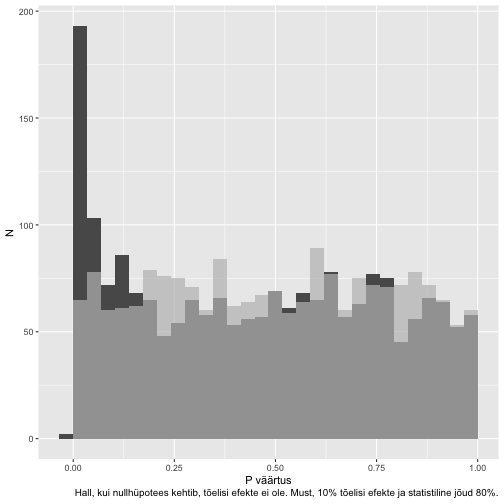 200
150
100
50
0
N
0.00 0.25 0.50 0.75 1.00
P väärtus
Hall, kui nullhüpotees kehtib, tõelisi efekte ei ole. Must, 10% tõelisi efekte ja statistiline jõud 80%.